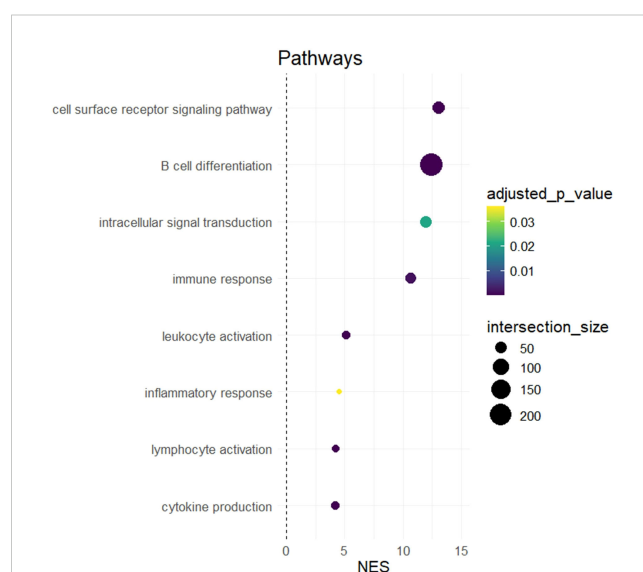 Pathways
cell surface receptor signaling pathway
B cell differentiation
intracellular signal transduction
immune response
leukocyte activation
inflammatory response
lymphocyte activation
cytokine production
0 5 10 15
NES
adjusted_p_value
0.03
0.02
0.01
intersection_size
50
100
150
200